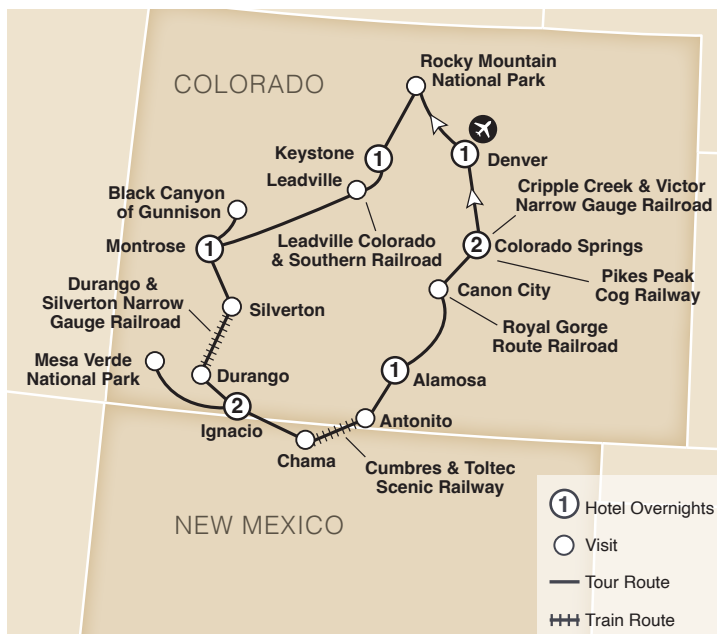 COLORADO
Rocky Mountain
National Park
Keystone
1
1
Denver
Leadville
Cripple Creek & Victor
Narrow Gauge Railroad
Black Canyon
of Gunnison
Montrose
1
Leadville Colorado
& Southern Railroad
2
Colorado Springs
Pikes Peak
Cog Railway
Durango &
Silverton Narrow
Gauge Railroad
Silverton
Canon City
Royal Gorge
Route Railroad
Mesa Verde
National Park
Durango
1
Alamosa
2
Ignacio
Antonito
Chama
Cumbres & Toltec
Scenic Railway
NEW MEXICO
1 Hotel Overnights
Visit
Tour Route
Train Route